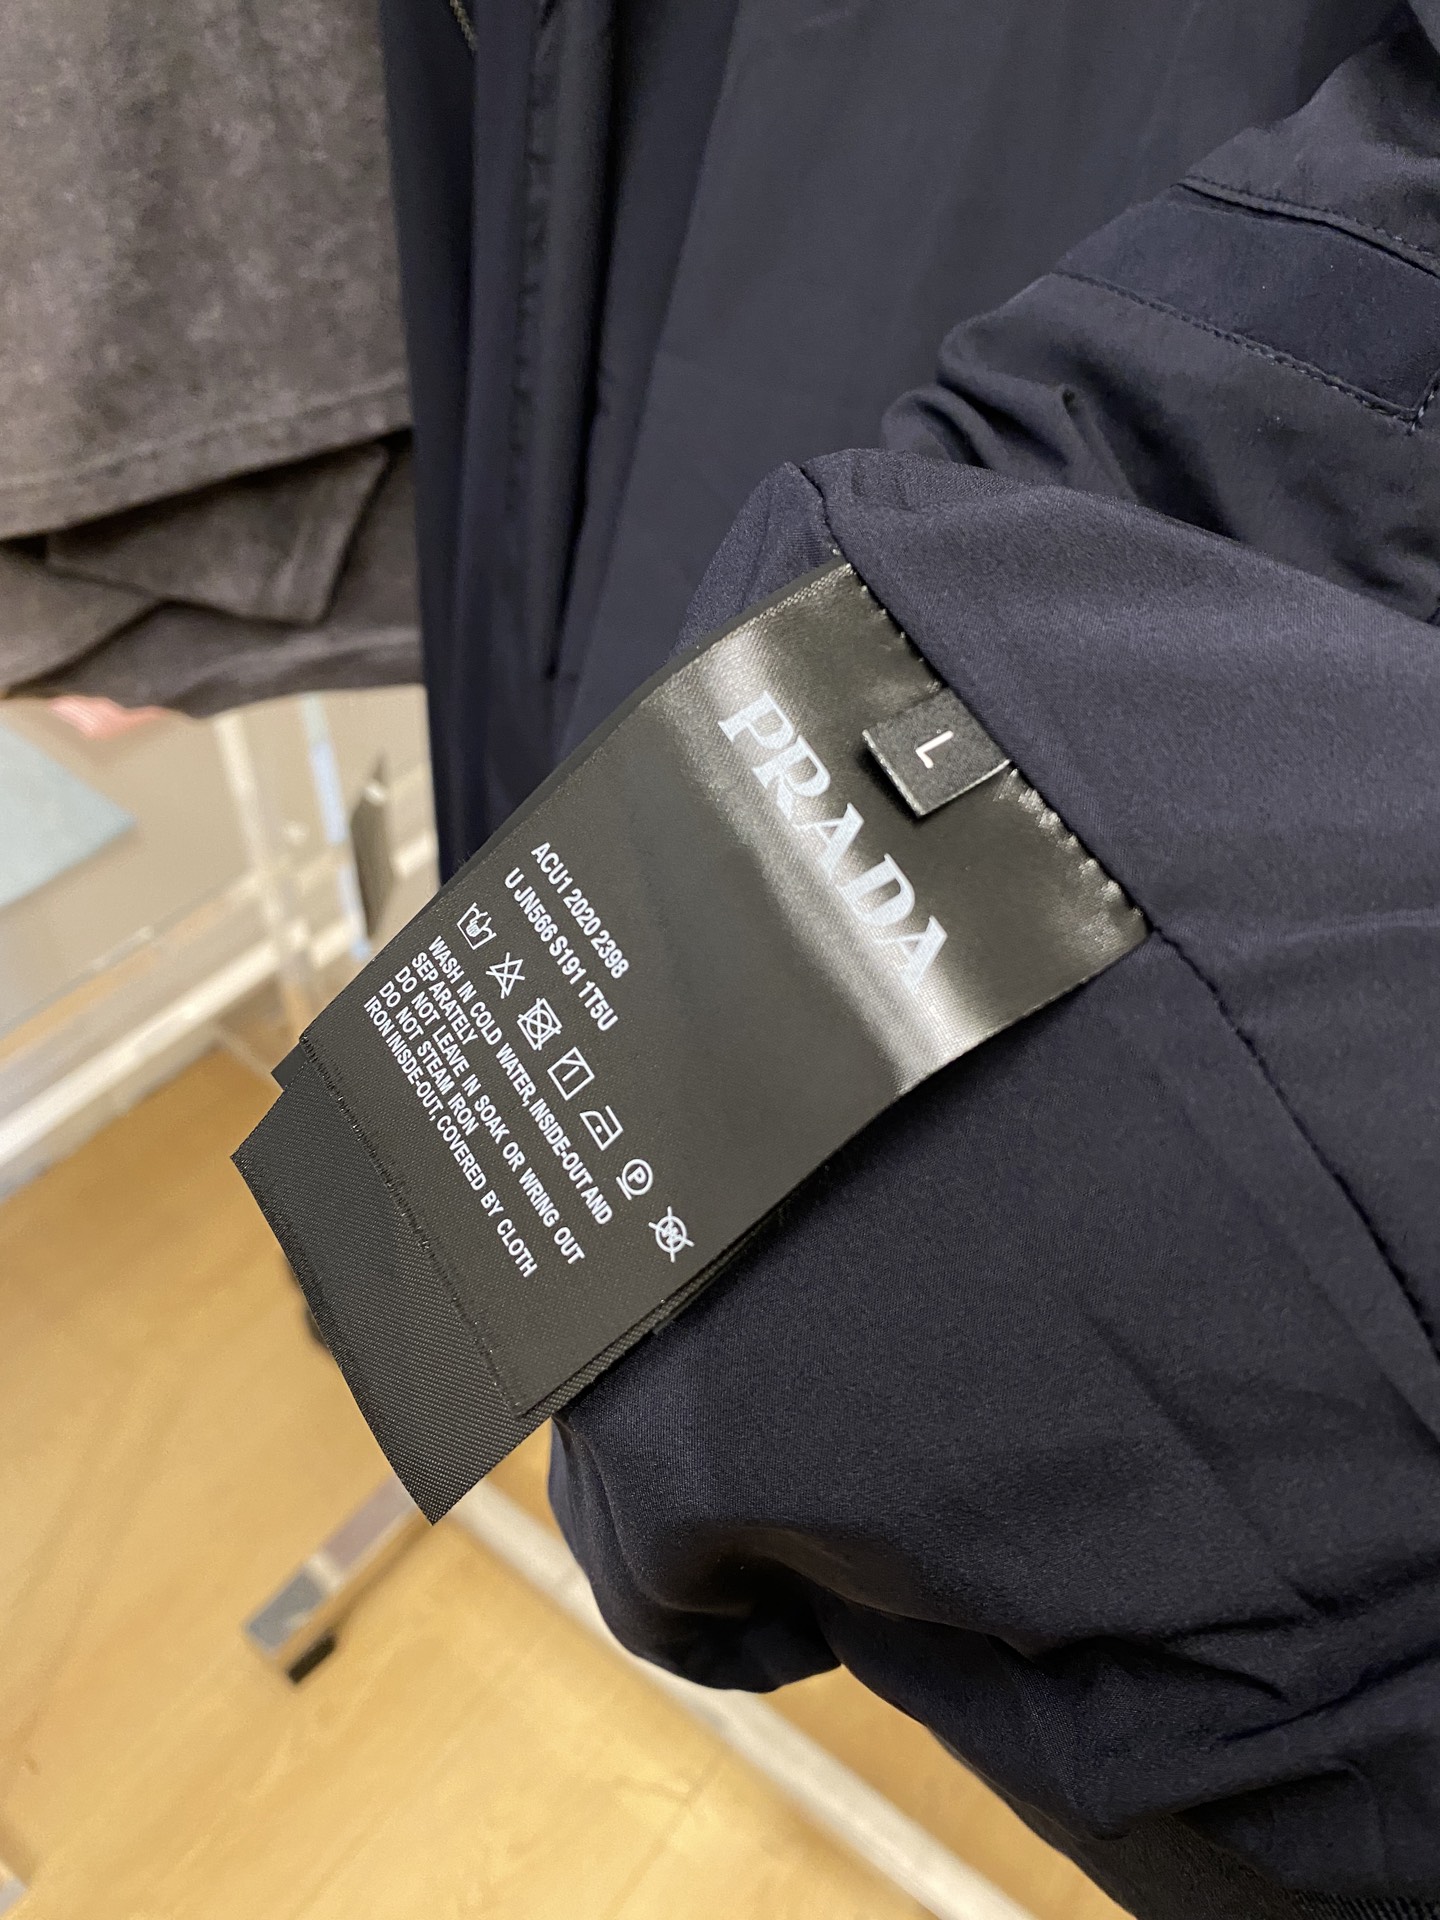 L
PRADA
ACU1 2020 2398
U JN566 S191 1T5U
P
W
WASH IN COLD WATER, INSIDE-OUT AND
SEPARATELY
DO NOT LEAVE IN SOAK OR WRING OUT
DO NOT STEAM IRON
IRON INISDE-OUT, COVERED BY CLOTH